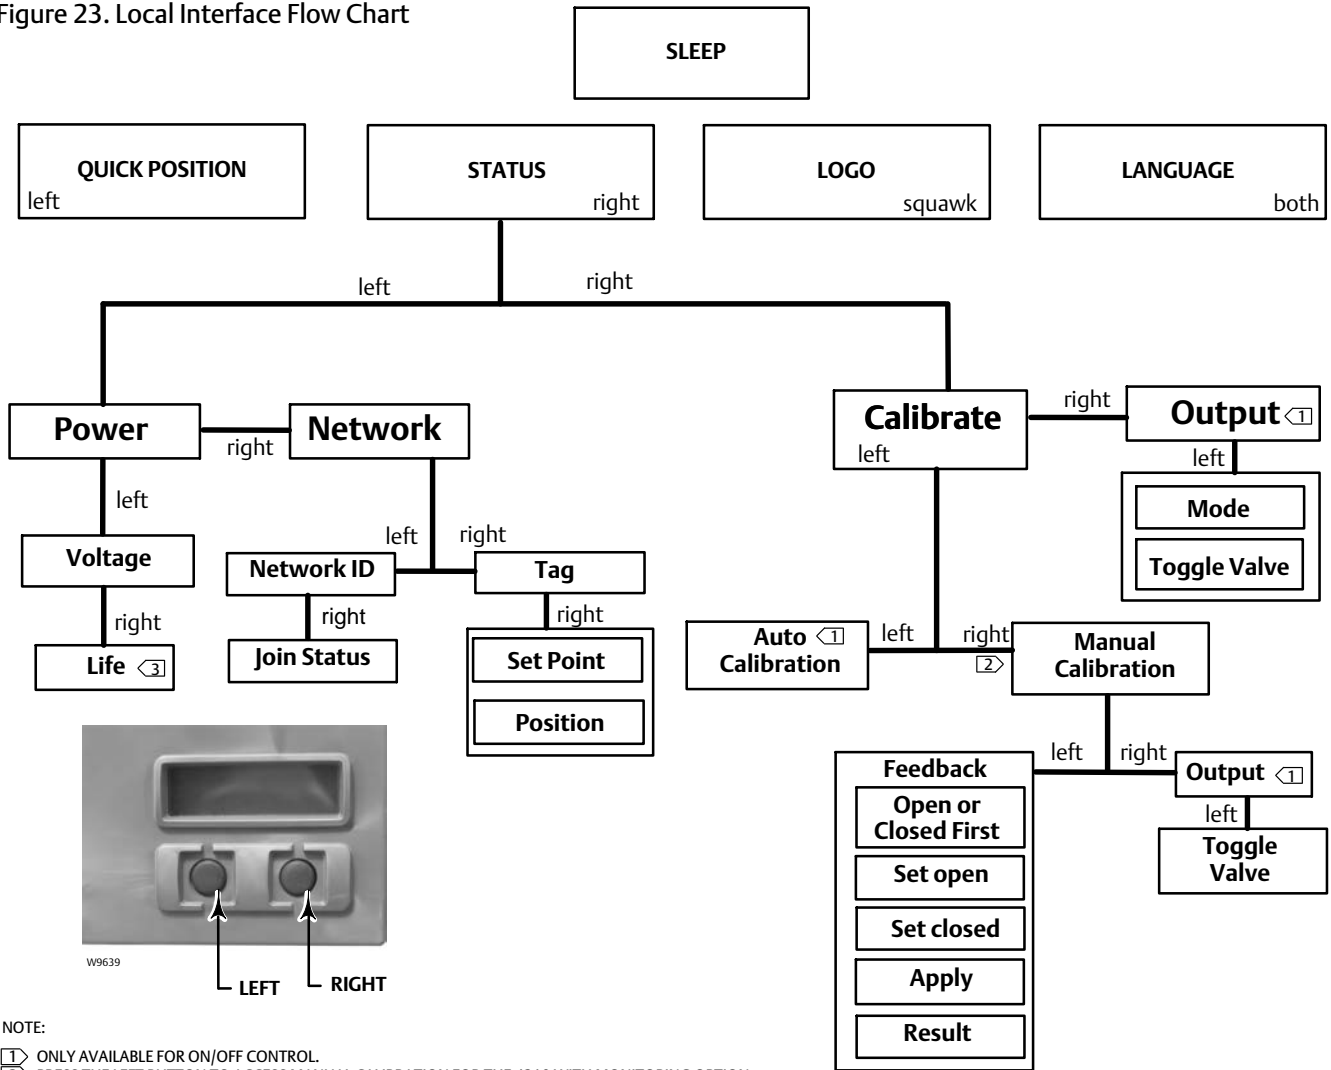 Figure 23. Local Interface Flow Chart
SLEEP
QUICK POSITION
left
STATUS
right
LOGO
squawk
LANGUAGE
both
left
right
Power
right
Network
Calibrate
left
right
Output 1
left
Mode
Toggle Valve
left
Voltage
right
Life 3
left
right
Network ID
right
Join Status
Tag
right
Set Point
Position
Auto 1
Calibration
left
right
2
Manual
Calibration
left
right
Feedback
Open or
Closed First
Set open
Set closed
Apply
Result
Output 1
left
Toggle
Valve
W9639
LEFT
RIGHT
NOTE:
1 ONLY AVAILABLE FOR ON/OFF CONTROL.